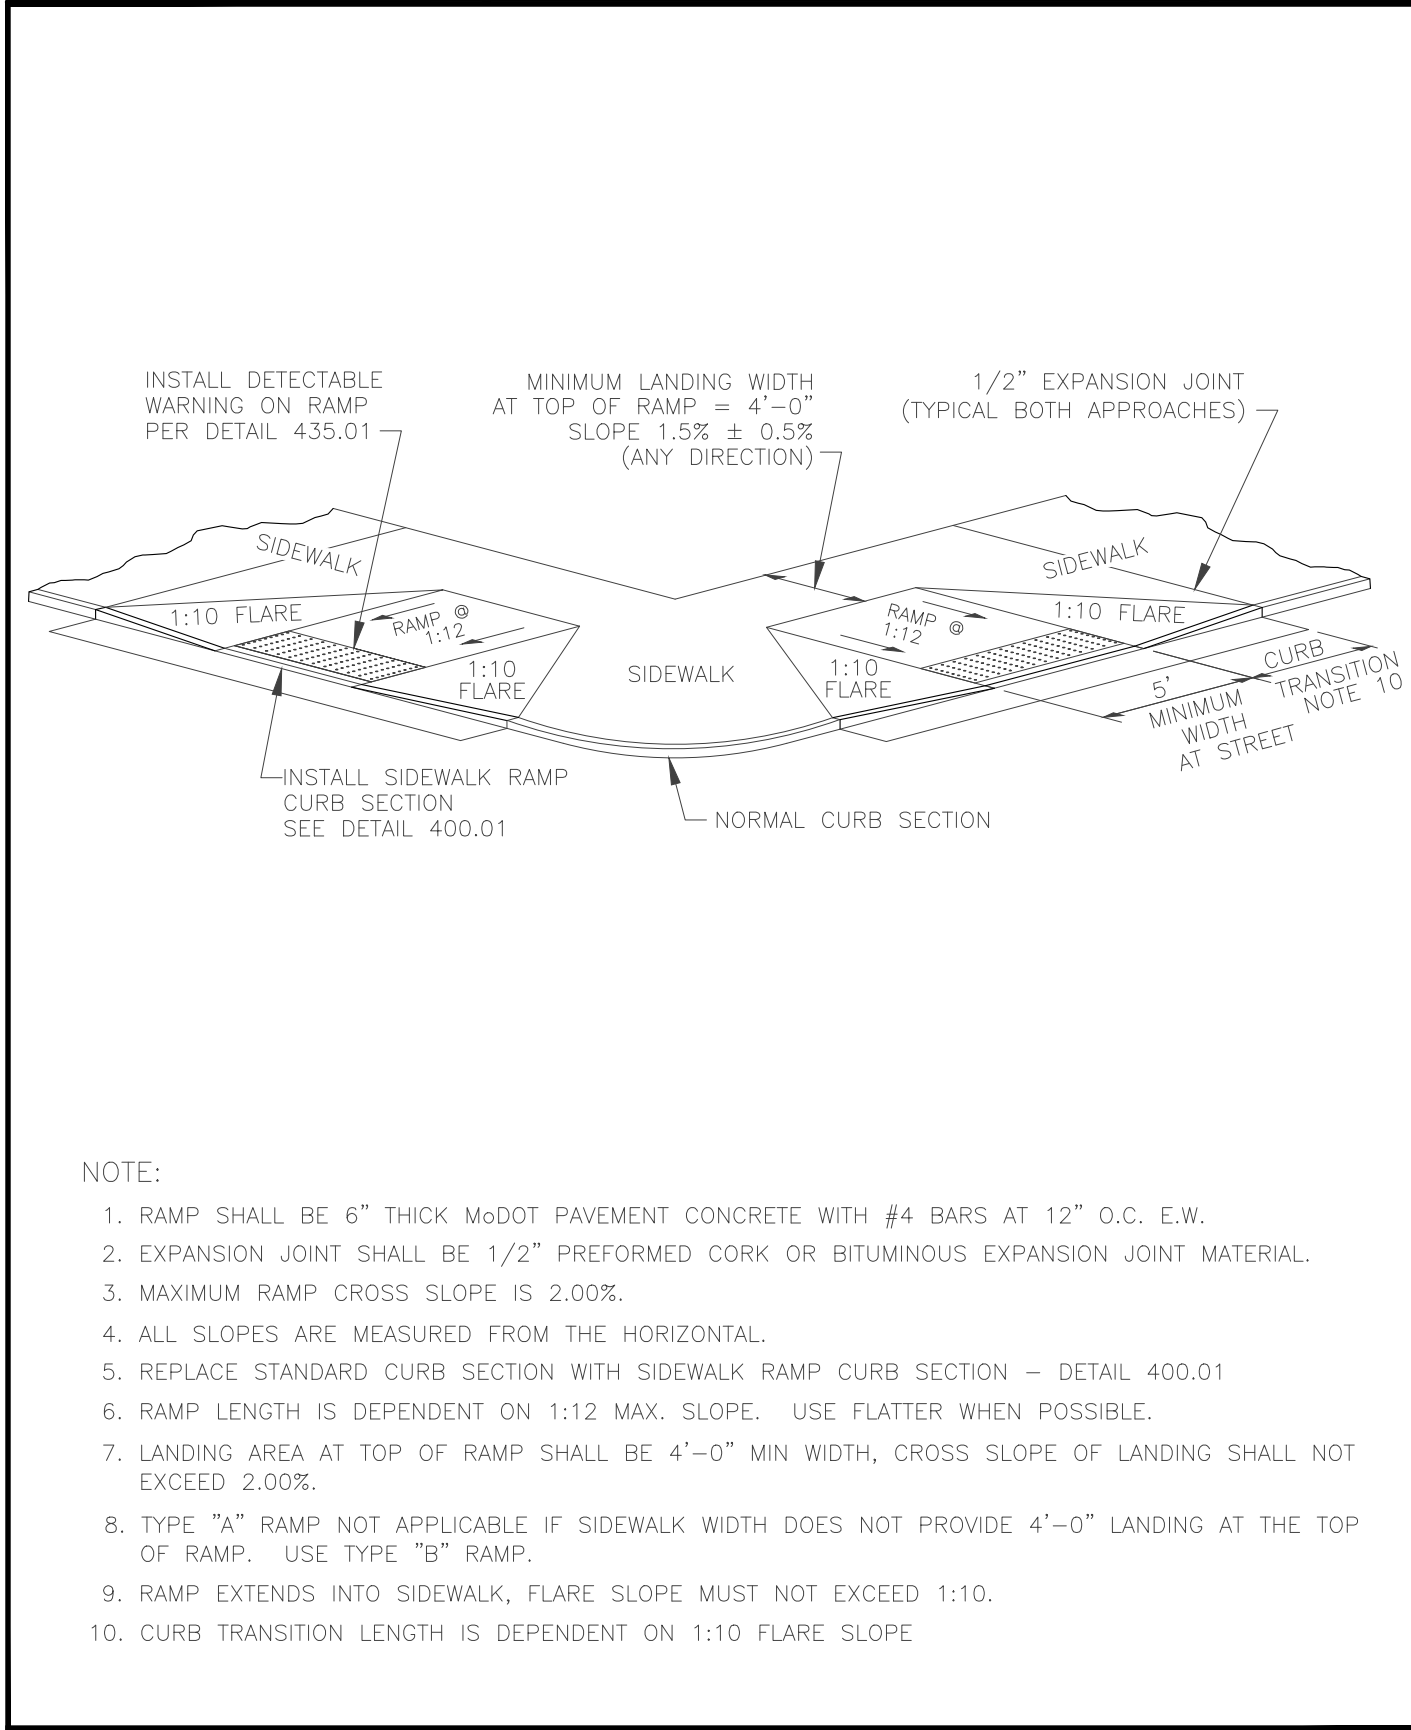 INSTALL DETECTABLE
WARNING ON RAMP
PER DETAIL 435.01
MINIMUM LANDING WIDTH
AT TOP OF RAMP = 4'-0"
SLOPE 1.5% ± 0.5%
(ANY DIRECTION)
1/2" EXPANSION JOINT
(TYPICAL BOTH APPROACHES)
SIDEWALK
SIDEWALK
1:10 FLARE
RAMP @
1:12
RAMP @
1:12
1:10 FLARE
1:10
FLARE
SIDEWALK
1:10
FLARE
CURB
TRANSITION
NOTE 10
5'
MINIMUM
WIDTH
AT STREET
INSTALL SIDEWALK RAMP
CURB SECTION
SEE DETAIL 400.01
NORMAL CURB SECTION
NOTE:
1. RAMP SHALL BE 6" THICK MoDOT PAVEMENT CONCRETE WITH #4 BARS AT 12" O.C. E.W.
2. EXPANSION JOINT SHALL BE 1/2" PREFORMED CORK OR BITUMINOUS EXPANSION JOINT MATERIAL.
3. MAXIMUM RAMP CROSS SLOPE IS 2.00%.
4. ALL SLOPES ARE MEASURED FROM THE HORIZONTAL.
5. REPLACE STANDARD CURB SECTION WITH SIDEWALK RAMP CURB SECTION – DETAIL 400.01
6. RAMP LENGTH IS DEPENDENT ON 1:12 MAX. SLOPE. USE FLATTER WHEN POSSIBLE.
7. LANDING AREA AT TOP OF RAMP SHALL BE 4'-0" MIN WIDTH, CROSS SLOPE OF LANDING SHALL NOT
EXCEED 2.00%.
8. TYPE "A" RAMP NOT APPLICABLE IF SIDEWALK WIDTH DOES NOT PROVIDE 4'-0" LANDING AT THE TOP
OF RAMP. USE TYPE "B" RAMP.
9. RAMP EXTENDS INTO SIDEWALK, FLARE SLOPE MUST NOT EXCEED 1:10.
10. CURB TRANSITION LENGTH IS DEPENDENT ON 1:10 FLARE SLOPE